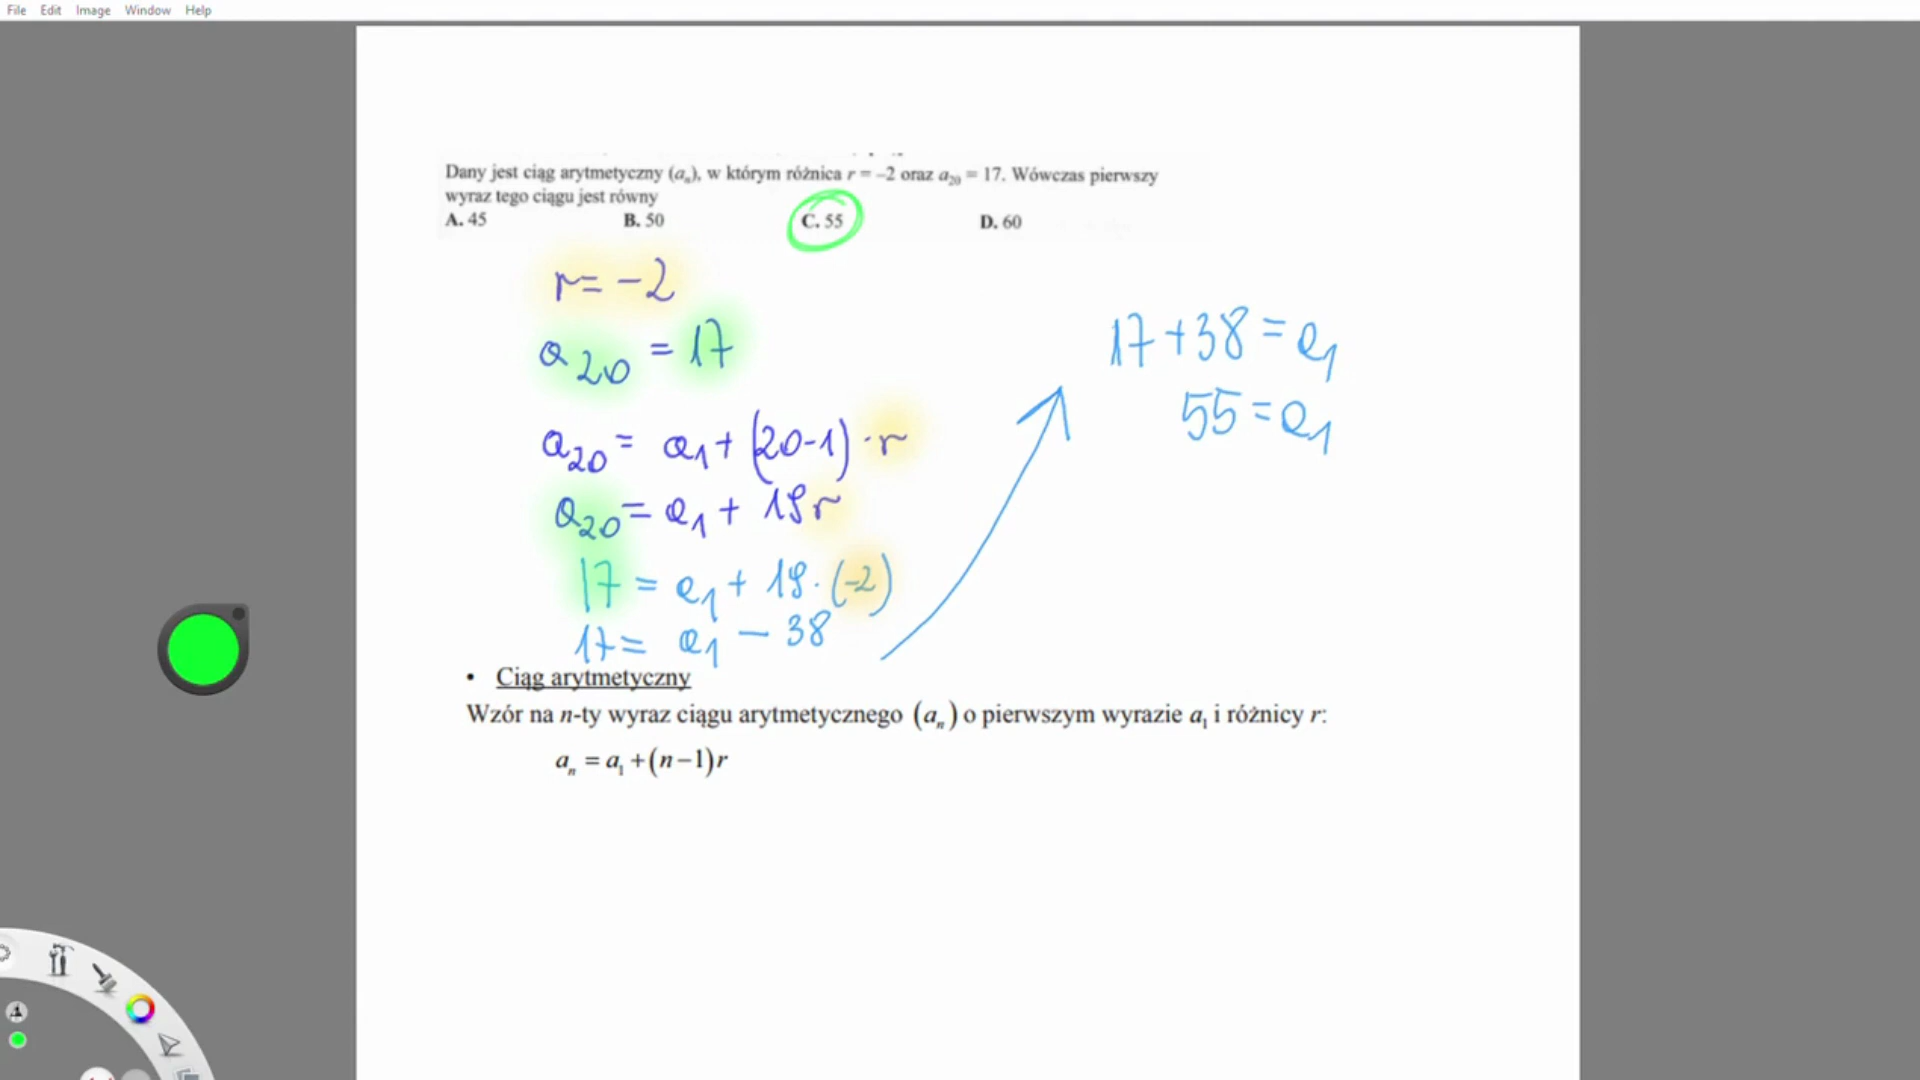 File Edit Image Window Help
Dany jest ciąg arytmetyczny (aₙ), w którym różnica r = −2 oraz a₂₀ = 17. Wówczas pierwszy
wyraz tego ciągu jest równy
A. 45 B. 50 C. 55 D. 60
r = −2
a₂₀ = 17
a₂₀ = a₁ + (20-1) · r
a₂₀ = a₁ + 19r
17 = a₁ + 19 · (−2)
17 = a₁ − 38
17 + 38 = a₁
55 = a₁
• Ciąg arytmetyczny
Wzór na n-ty wyraz ciągu arytmetycznego (aₙ) o pierwszym wyrazie a₁ i różnicy r:
aₙ = a₁ + (n−1)r